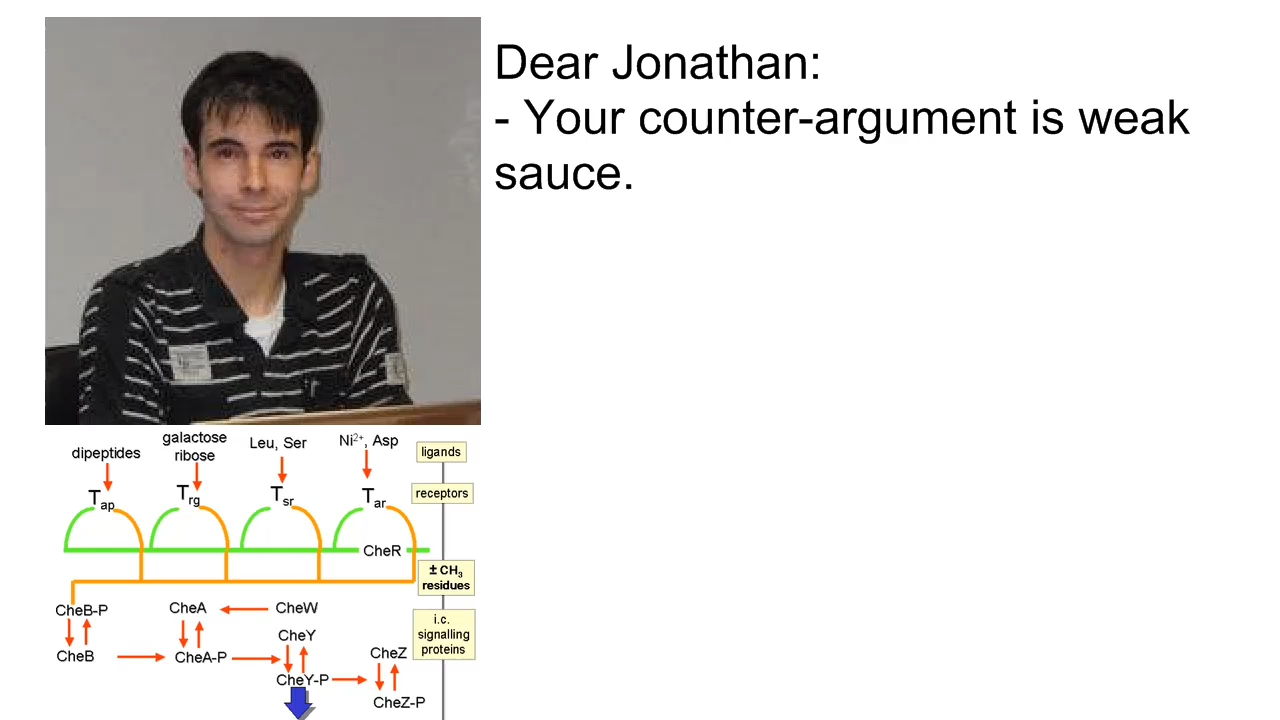 Dear Jonathan:
- Your counter-argument is weak
sauce.
dipeptides
galactose
ribose
Leu, Ser
Ni2+, Asp
ligands
Tap
Trg
Tsr
Tar
receptors
CheR
± CH3
residues
CheB-P
CheA
CheW
i.c.
signalling
proteins
CheY
CheB
CheA-P
CheZ
CheY-P
CheZ-P